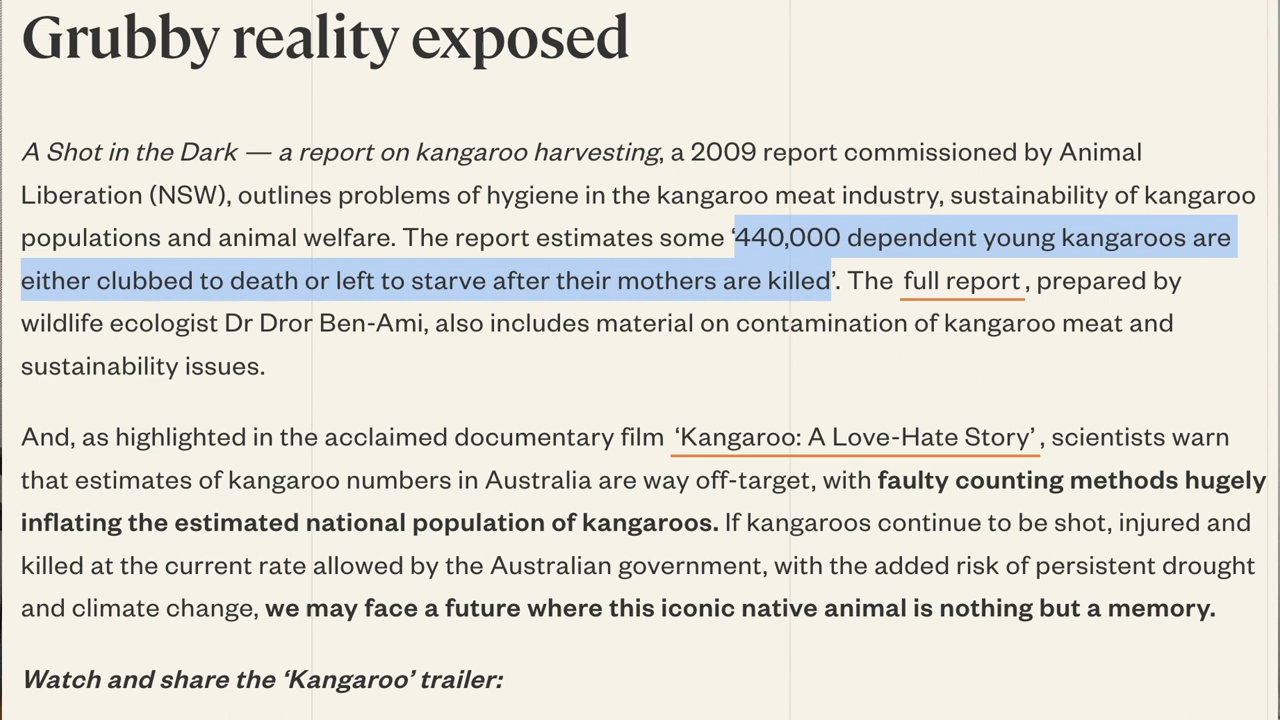 Grubby reality exposed
A Shot in the Dark — a report on kangaroo harvesting, a 2009 report commissioned by Animal
Liberation (NSW), outlines problems of hygiene in the kangaroo meat industry, sustainability of kangaroo
populations and animal welfare. The report estimates some ‘440,000 dependent young kangaroos are
either clubbed to death or left to starve after their mothers are killed’. The full report, prepared by
wildlife ecologist Dr Dror Ben-Ami, also includes material on contamination of kangaroo meat and
sustainability issues.
And, as highlighted in the acclaimed documentary film ‘Kangaroo: A Love-Hate Story’, scientists warn
that estimates of kangaroo numbers in Australia are way off-target, with faulty counting methods hugely
inflating the estimated national population of kangaroos. If kangaroos continue to be shot, injured and
killed at the current rate allowed by the Australian government, with the added risk of persistent drought
and climate change, we may face a future where this iconic native animal is nothing but a memory.
Watch and share the ‘Kangaroo’ trailer: